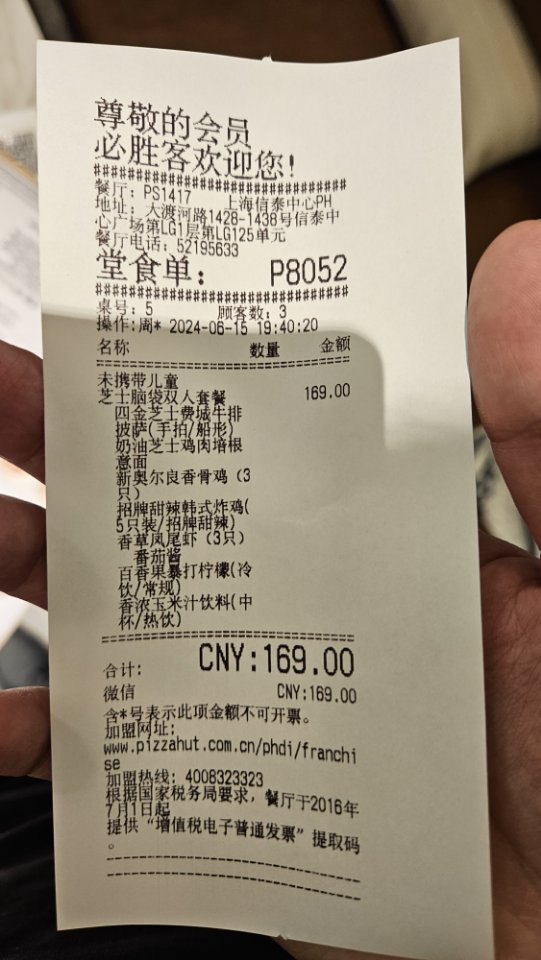 尊敬的会员
必胜客欢迎您!
##################################
餐厅: PS1417 上海信泰中心PH
地址: 大渡河路1428-1438号信泰中
心广场第LG1层第LG125单元
餐厅电话: 52195633
堂食单: P8052
##################################
桌号: 5 顾客数: 3
操作:周* 2024-06-15 19:40:20
名称 数量 金额
==================================
未携带儿童
芝士脑袋双人套餐 169.00
四金芝士费城牛排
披萨(手拍/船形)
奶油芝士鸡肉培根
意面
新奥尔良香骨鸡(3
只)
招牌甜辣韩式炸鸡(
5只装/招牌甜辣)
香草凤尾虾(3只)
番茄酱
百香果暴打柠檬(冷
饮/常规)
香浓玉米汁饮料(中
杯/热饮)
==================================
合计: CNY:169.00
微信 CNY:169.00
含*号表示此项金额不可开票。
加盟网址:
www.pizzahut.com.cn/phdi/franchi
se
加盟热线: 4008323323
根据国家税务局要求, 餐厅于2016年
7月1日起
提供“增值税电子普通发票”提取码
。
==================================
==================================